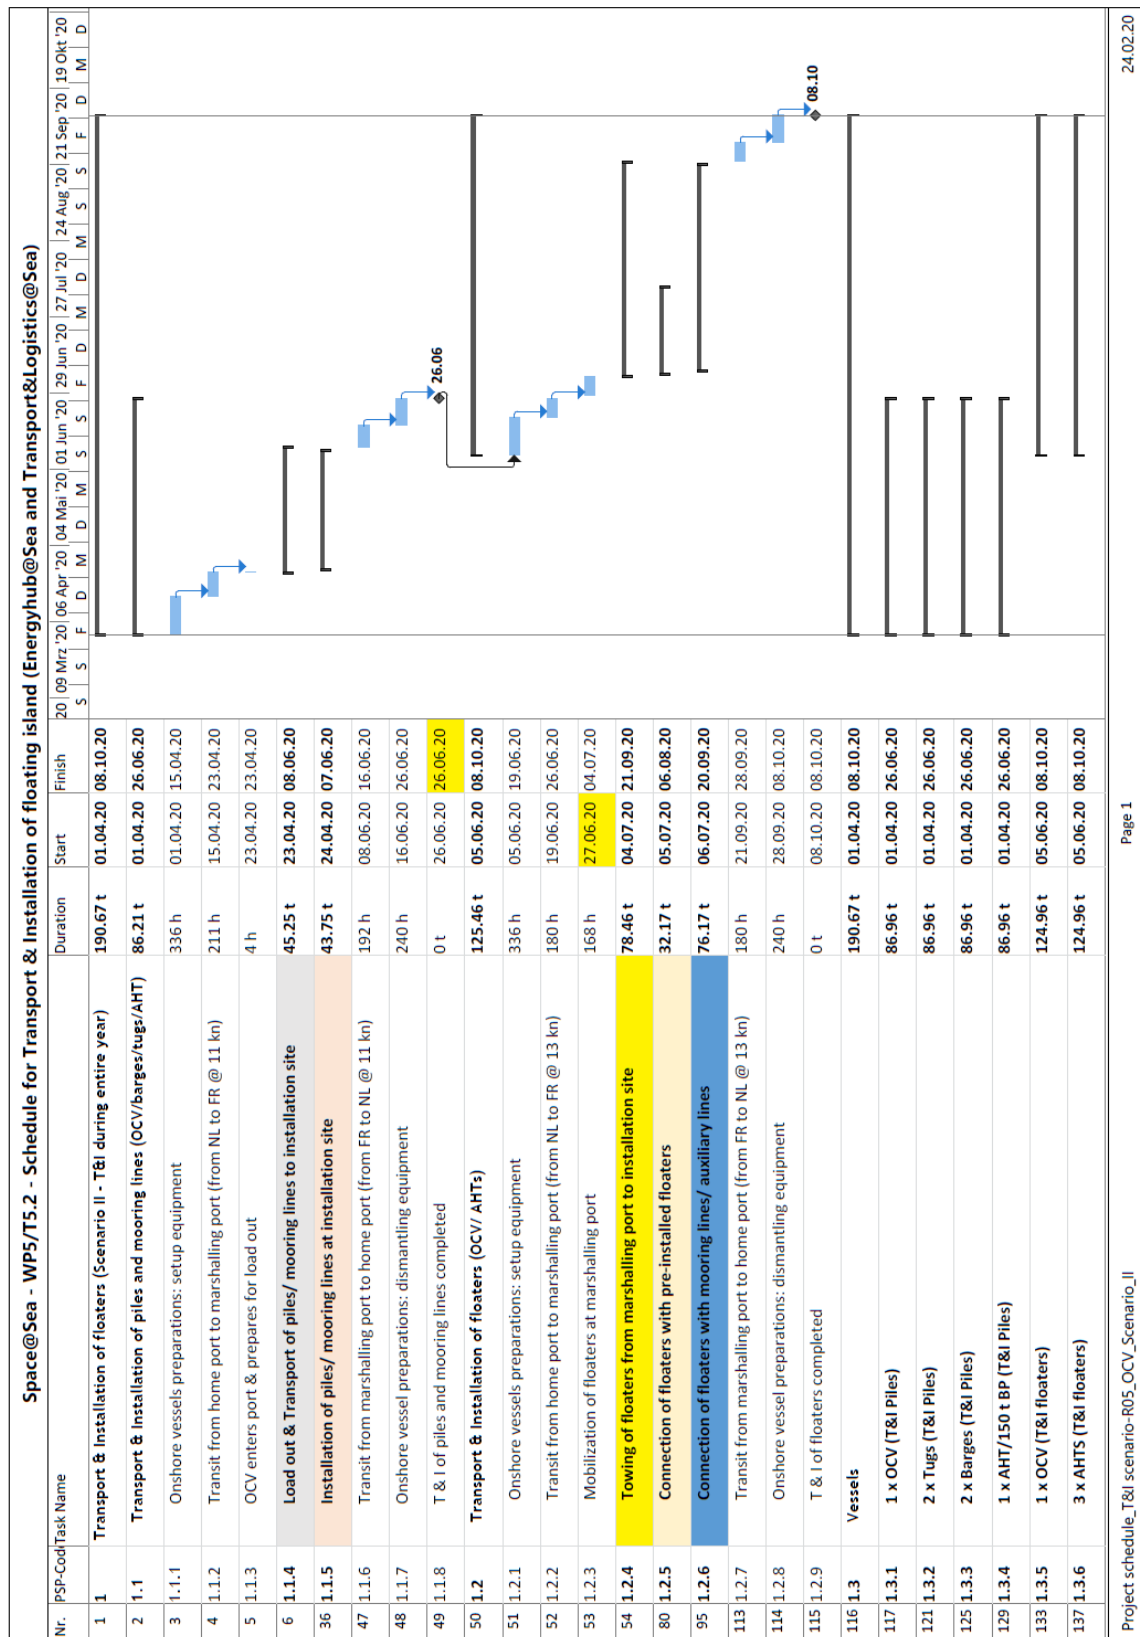 Space@Sea - WP5/T5.2 - Schedule for Transport & Installation of floating island (Energyhub@Sea and Transport&Logistics@Sea)
Nr. PSP-Cod Task Name Duration Start Finish 20 09 Mrz '20 06 Apr '20 04 Mai '20 01 Jun '20 29 Jun '20 27 Jul '20 24 Aug '20 21 Sep '20 19 Okt '20
S S S F D M D M S S F D M D M S S F D M D
1 1 Transport & Installation of floaters (Scenario II - T&I during entire year) 190.67 t 01.04.20 08.10.20
2 1.1 Transport & Installation of piles and mooring lines (OCV/barges/tugs/AHT) 86.21 t 01.04.20 26.06.20
3 1.1.1 Onshore vessels preparations: setup equipment 336 h 01.04.20 15.04.20
4 1.1.2 Transit from home port to marshalling port (from NL to FR @ 11 kn) 211 h 15.04.20 23.04.20
5 1.1.3 OCV enters port & prepares for load out 4 h 23.04.20 23.04.20
6 1.1.4 Load out & Transport of piles/ mooring lines to installation site 45.25 t 23.04.20 08.06.20
36 1.1.5 Installation of piles/ mooring lines at installation site 43.75 t 24.04.20 07.06.20
47 1.1.6 Transit from marshalling port to home port (from FR to NL @ 11 kn) 192 h 08.06.20 16.06.20
48 1.1.7 Onshore vessel preparations: dismantling equipment 240 h 16.06.20 26.06.20
49 1.1.8 T & I of piles and mooring lines completed 0 t 26.06.20 26.06.20 26.06
50 1.2 Transport & Installation of floaters (OCV/ AHTs) 125.46 t 05.06.20 08.10.20
51 1.2.1 Onshore vessels preparations: setup equipment 336 h 05.06.20 19.06.20
52 1.2.2 Transit from home port to marshalling port (from NL to FR @ 13 kn) 180 h 19.06.20 26.06.20
53 1.2.3 Mobilization of floaters at marshalling port 168 h 27.06.20 04.07.20
54 1.2.4 Towing of floaters from marshalling port to installation site 78.46 t 04.07.20 21.09.20
80 1.2.5 Connection of floaters with pre-installed floaters 32.17 t 05.07.20 06.08.20
95 1.2.6 Connection of floaters with mooring lines/ auxiliary lines 76.17 t 06.07.20 20.09.20
113 1.2.7 Transit from marshalling port to home port (from FR to NL @ 13 kn) 180 h 21.09.20 28.09.20
114 1.2.8 Onshore vessel preparations: dismantling equipment 240 h 28.09.20 08.10.20
115 1.2.9 T & I of floaters completed 0 t 08.10.20 08.10.20 08.10
116 1.3 Vessels 190.67 t 01.04.20 08.10.20
117 1.3.1 1 x OCV (T&I Piles) 86.96 t 01.04.20 26.06.20
121 1.3.2 2 x Tugs (T&I Piles) 86.96 t 01.04.20 26.06.20
125 1.3.3 2 x Barges (T&I Piles) 86.96 t 01.04.20 26.06.20
129 1.3.4 1 x AHT/150 t BP (T&I Piles) 86.96 t 01.04.20 26.06.20
133 1.3.5 1 x OCV (T&I floaters) 124.96 t 05.06.20 08.10.20
137 1.3.6 3 x AHTS (T&I floaters) 124.96 t 05.06.20 08.10.20
Project schedule_T&I scenario-R05_OCV_Scenario_II Page 1 24.02.20